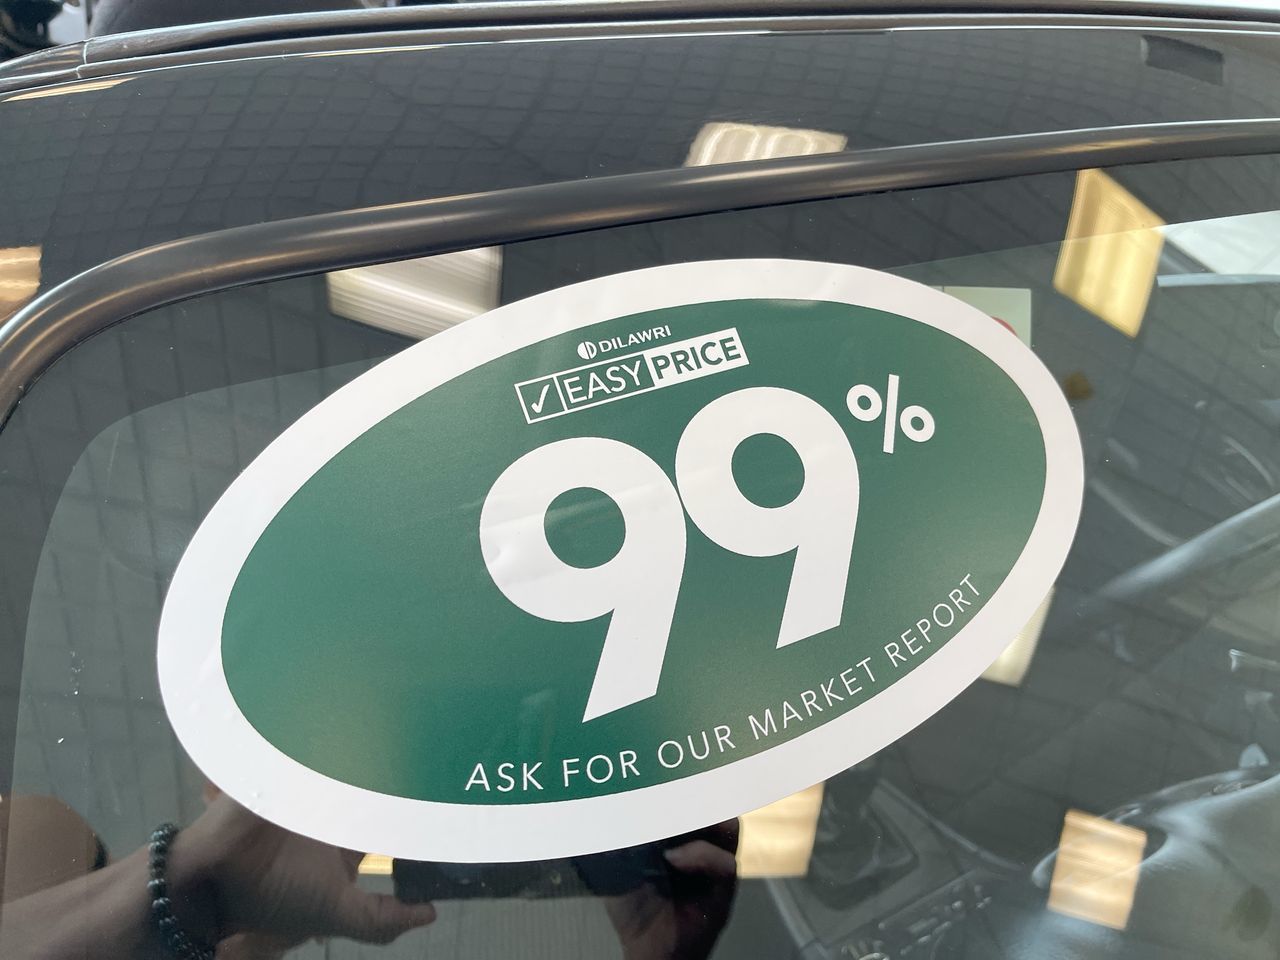 DILAWRI
EASY PRICE
99%
ASK FOR OUR MARKET REPORT